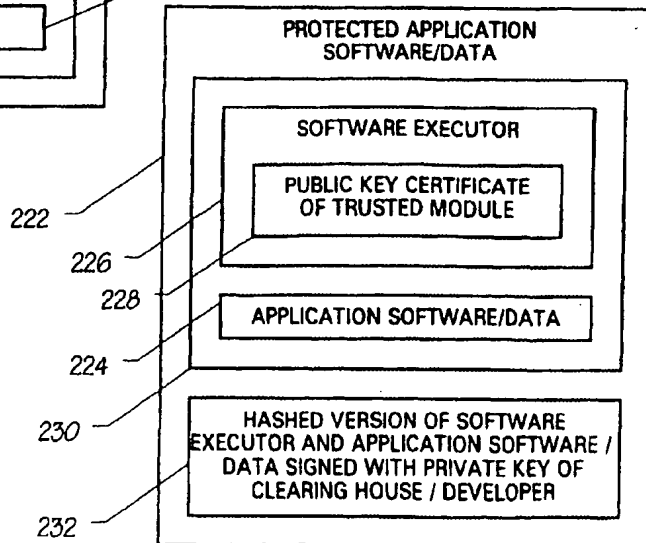 PROTECTED APPLICATION
SOFTWARE/DATA
SOFTWARE EXECUTOR
PUBLIC KEY CERTIFICATE
OF TRUSTED MODULE
222
226
228
APPLICATION SOFTWARE/DATA
224
230
HASHED VERSION OF SOFTWARE
EXECUTOR AND APPLICATION SOFTWARE /
DATA SIGNED WITH PRIVATE KEY OF
CLEARING HOUSE / DEVELOPER
232